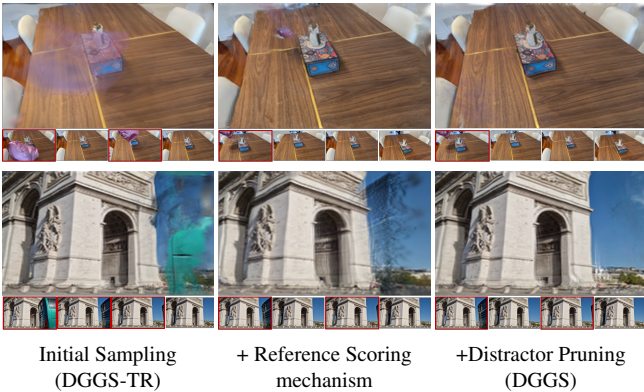 Initial Sampling
(DGGS-TR)
+ Reference Scoring
mechanism
+Distractor Pruning
(DGGS)